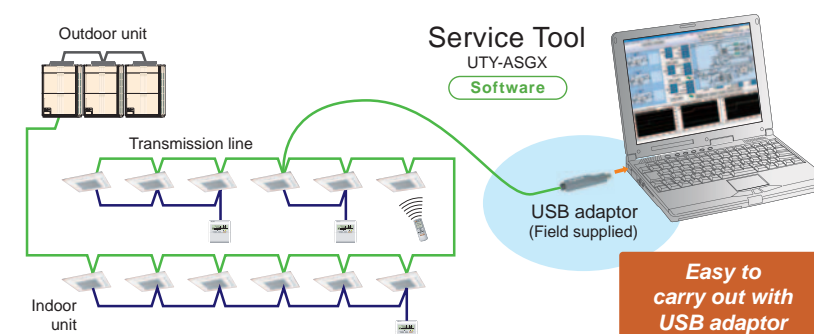 Outdoor unit
Service Tool
UTY-ASGX
Software
Transmission line
USB adaptor
(Field supplied)
Indoor
unit
Easy to
carry out with
USB adaptor